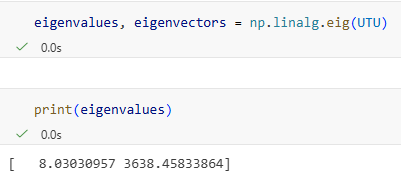 eigenvalues, eigenvectors = np.linalg.eig(UTU)
0.0s
print(eigenvalues)
0.0s
[   8.03030957 3638.45833864]